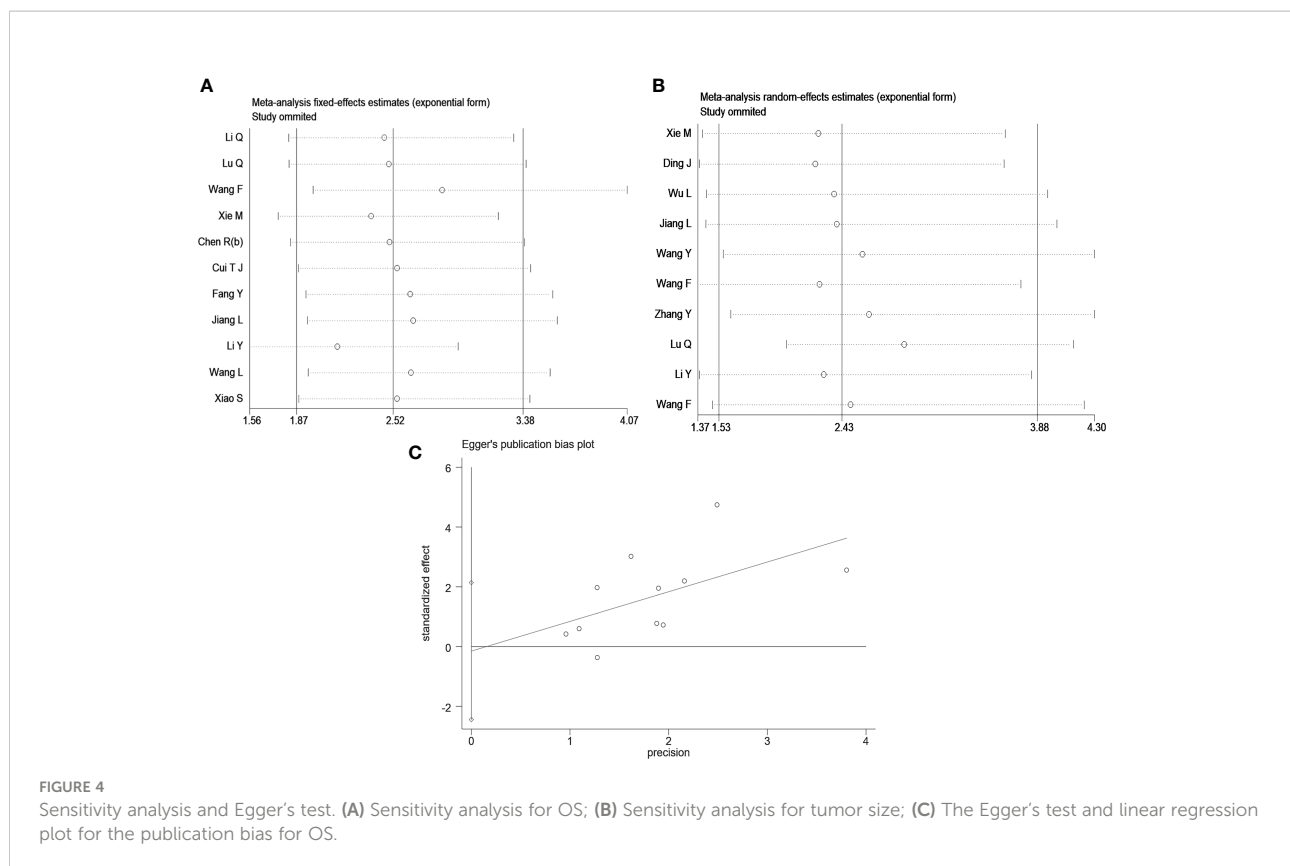 A
Meta-analysis fixed-effects estimates (exponential form)
Study ommited
Li Q
Lu Q
Wang F
Xie M
Chen R(b)
Cui T J
Fang Y
Jiang L
Li Y
Wang L
Xiao S
1.56 1.87 2.52 3.38 4.07
B
Meta-analysis random-effects estimates (exponential form)
Study ommited
Xie M
Ding J
Wu L
Jiang L
Wang Y
Wang F
Zhang Y
Lu Q
Li Y
Wang F
1.37 1.53 2.43 3.88 4.30
C
Egger's publication bias plot
standardized effect
6
4
2
0
-2
0 1 2 3 4
precision
FIGURE 4
Sensitivity analysis and Egger's test. (A) Sensitivity analysis for OS; (B) Sensitivity analysis for tumor size; (C) The Egger's test and linear regression
plot for the publication bias for OS.